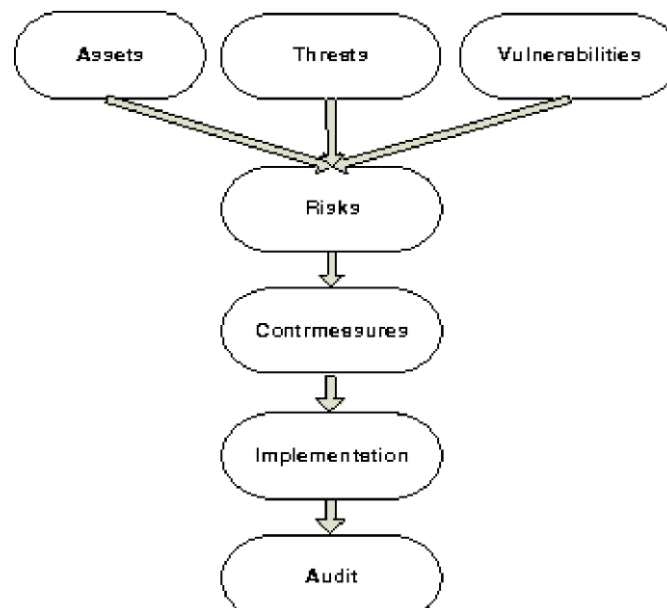 Assets
Threats
Vulnerabilities
Risks
Contrmeasures
Implementation
Audit